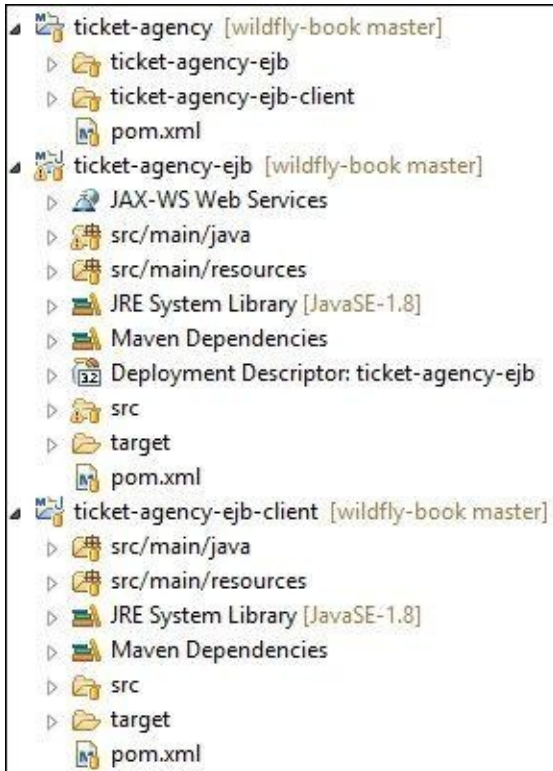 ticket-agency [wildfly-book master]
ticket-agency-ejb
ticket-agency-ejb-client
pom.xml
ticket-agency-ejb [wildfly-book master]
JAX-WS Web Services
src/main/java
src/main/resources
JRE System Library [JavaSE-1.8]
Maven Dependencies
Deployment Descriptor: ticket-agency-ejb
src
target
pom.xml
ticket-agency-ejb-client [wildfly-book master]
src/main/java
src/main/resources
JRE System Library [JavaSE-1.8]
Maven Dependencies
src
target
pom.xml